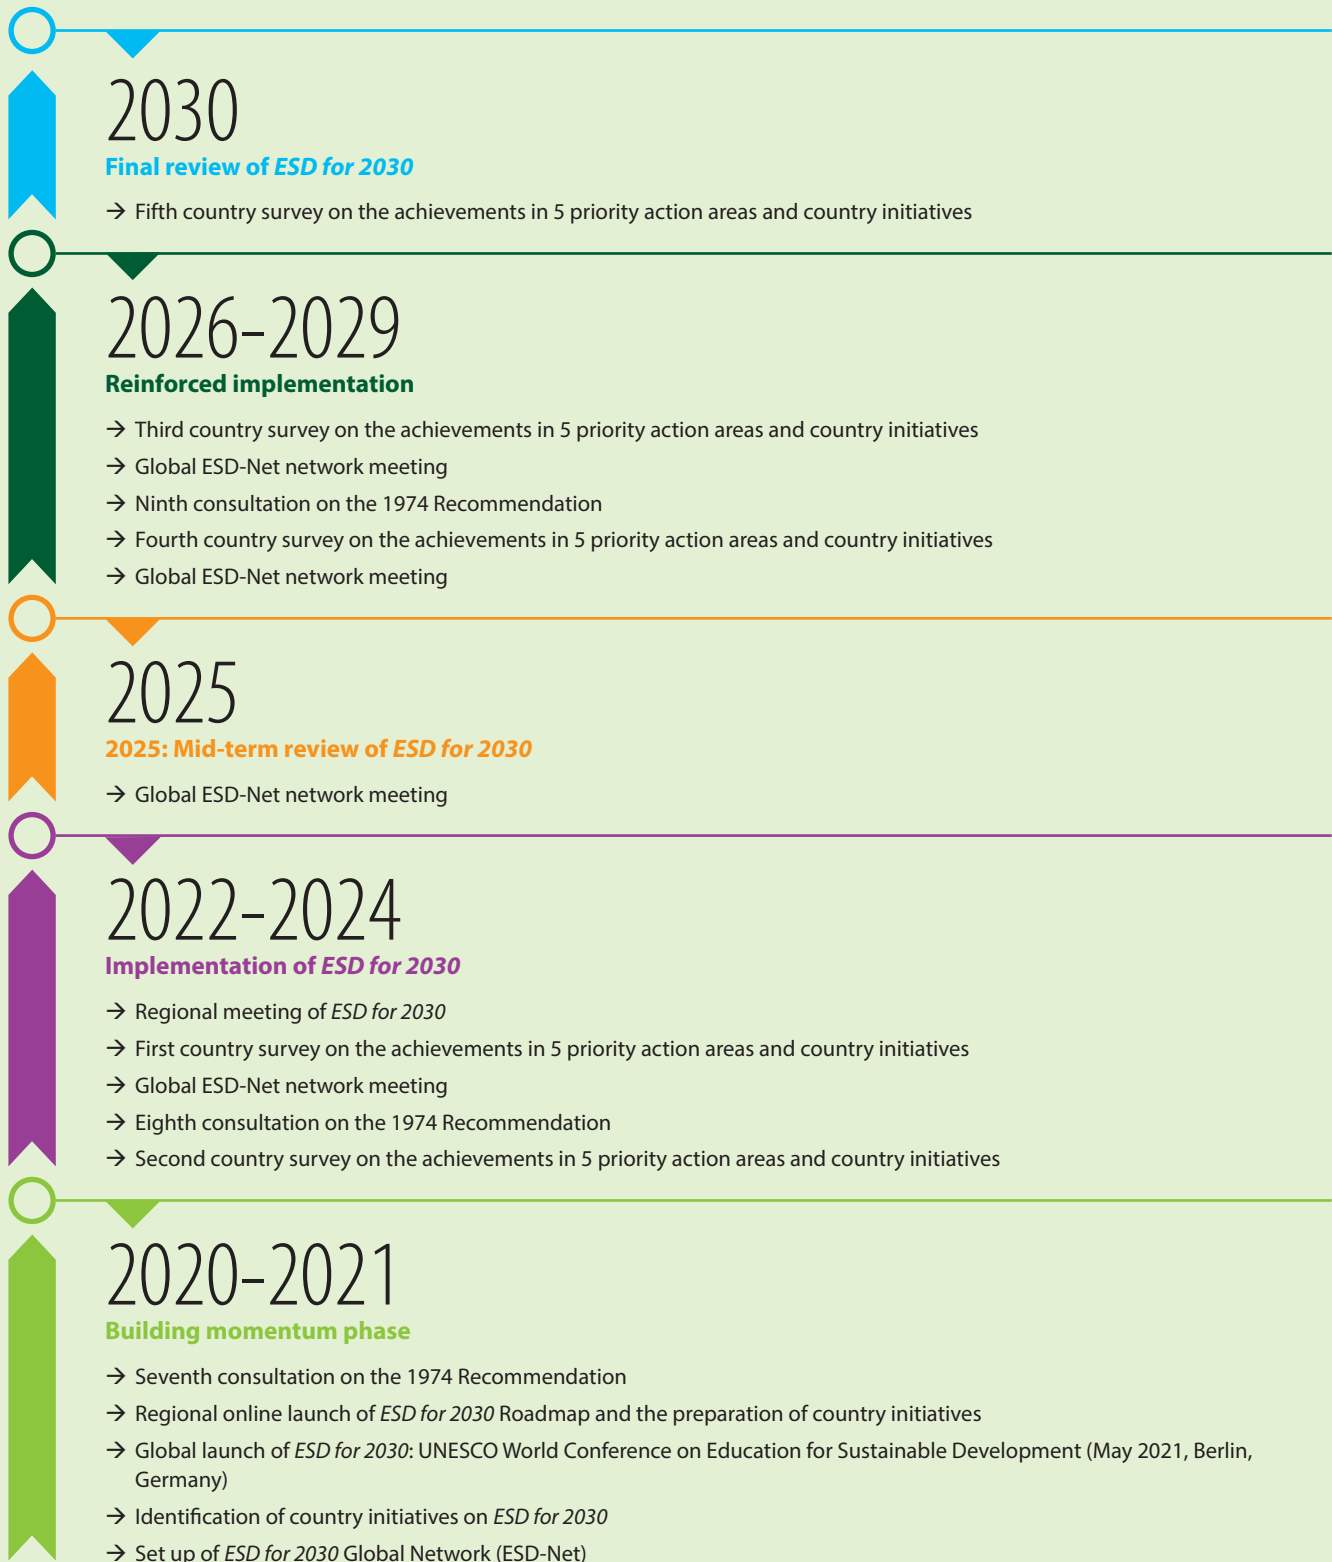 2030
Final review of ESD for 2030
→ Fifth country survey on the achievements in 5 priority action areas and country initiatives
2026–2029
Reinforced implementation
→ Third country survey on the achievements in 5 priority action areas and country initiatives
→ Global ESD-Net network meeting
→ Ninth consultation on the 1974 Recommendation
→ Fourth country survey on the achievements in 5 priority action areas and country initiatives
→ Global ESD-Net network meeting
2025
2025: Mid-term review of ESD for 2030
→ Global ESD-Net network meeting
2022–2024
Implementation of ESD for 2030
→ Regional meeting of ESD for 2030
→ First country survey on the achievements in 5 priority action areas and country initiatives
→ Global ESD-Net network meeting
→ Eighth consultation on the 1974 Recommendation
→ Second country survey on the achievements in 5 priority action areas and country initiatives
2020–2021
Building momentum phase
→ Seventh consultation on the 1974 Recommendation
→ Regional online launch of ESD for 2030 Roadmap and the preparation of country initiatives
→ Global launch of ESD for 2030: UNESCO World Conference on Education for Sustainable Development (May 2021, Berlin,
Germany)
→ Identification of country initiatives on ESD for 2030
→ Set up of ESD for 2030 Global Network (ESD-Net)